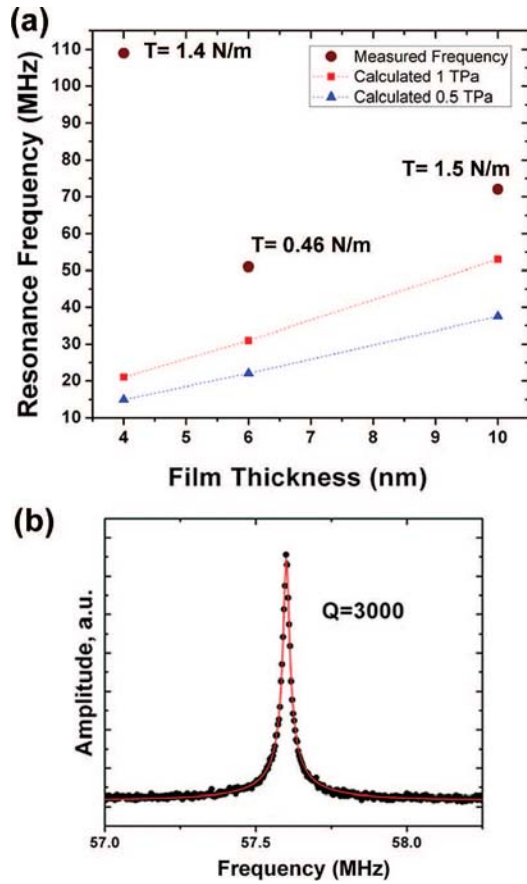 (a)
110
100
90
80
70
60
50
40
30
20
10
Resonance Frequency (MHz)
T= 1.4 N/m
Measured Frequency
Calculated 1 TPa
Calculated 0.5 TPa
T= 1.5 N/m
T= 0.46 N/m
4 5 6 7 8 9 10
Film Thickness (nm)
(b)
Amplitude, a.u.
Q=3000
57.0 57.5 58.0
Frequency (MHz)